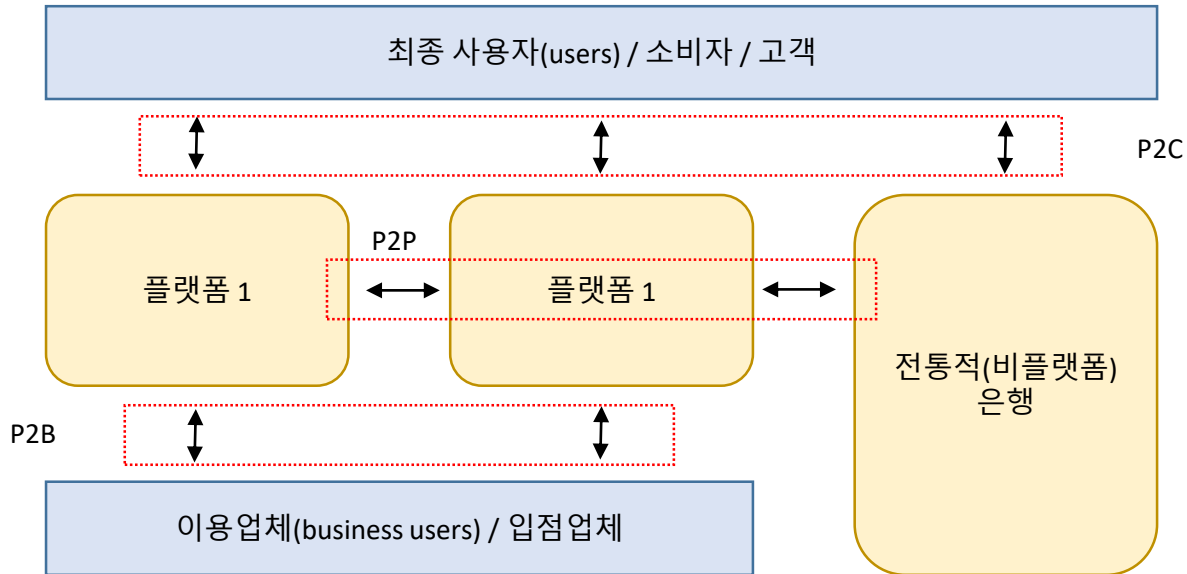 최종 사용자(users) / 소비자 / 고객
P2C
P2P
플랫폼 1
플랫폼 1
전통적(비플랫폼)
은행
P2B
이용업체(business users) / 입점업체